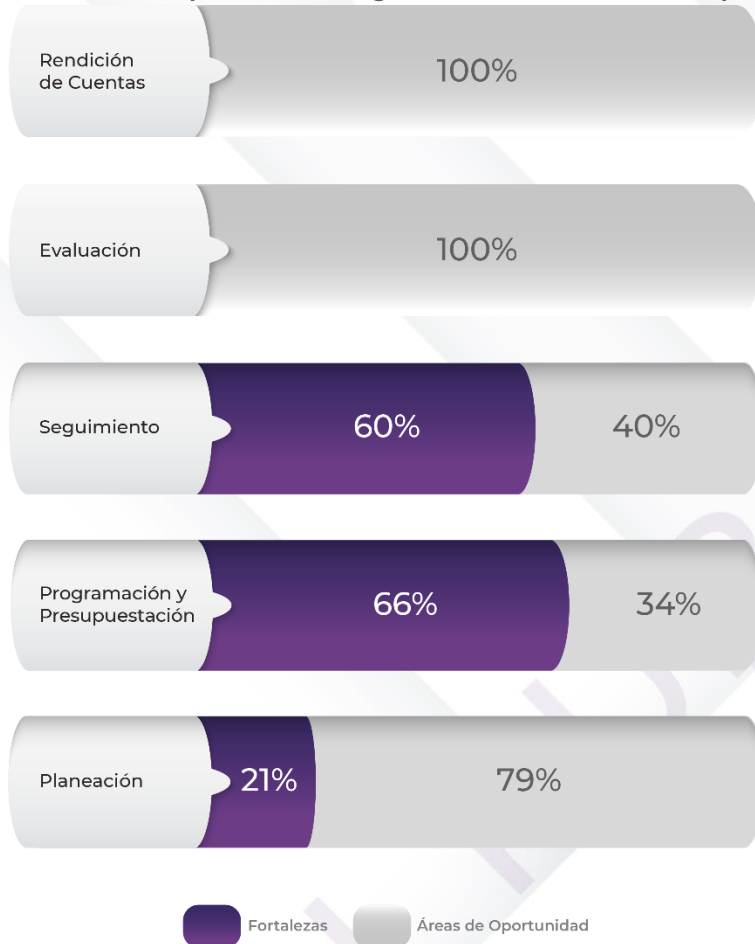 Rendición
de Cuentas
100%
Evaluación
100%
Seguimiento
60%
40%
Programación y
Presupuestación
66%
34%
Planeación
21%
79%
Fortalezas
Áreas de Oportunidad